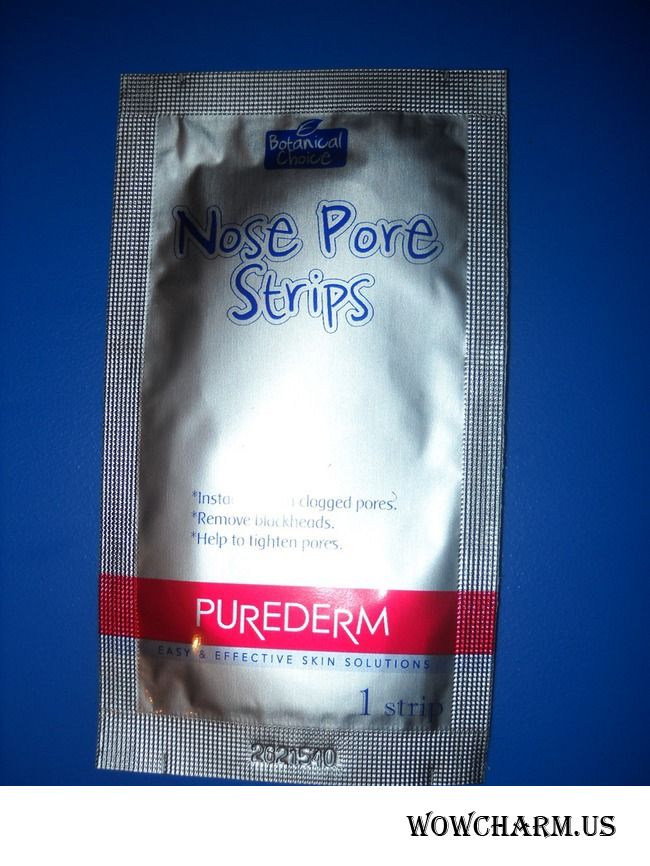 Botanical
Choice
Nose Pore
Strips
*Insta clogged pores.
*Remove blackheads.
*Help to tighten pores.
PUREDERM
EASY & EFFECTIVE SKIN SOLUTIONS
1 strip
2821540
WOWCHARM.US